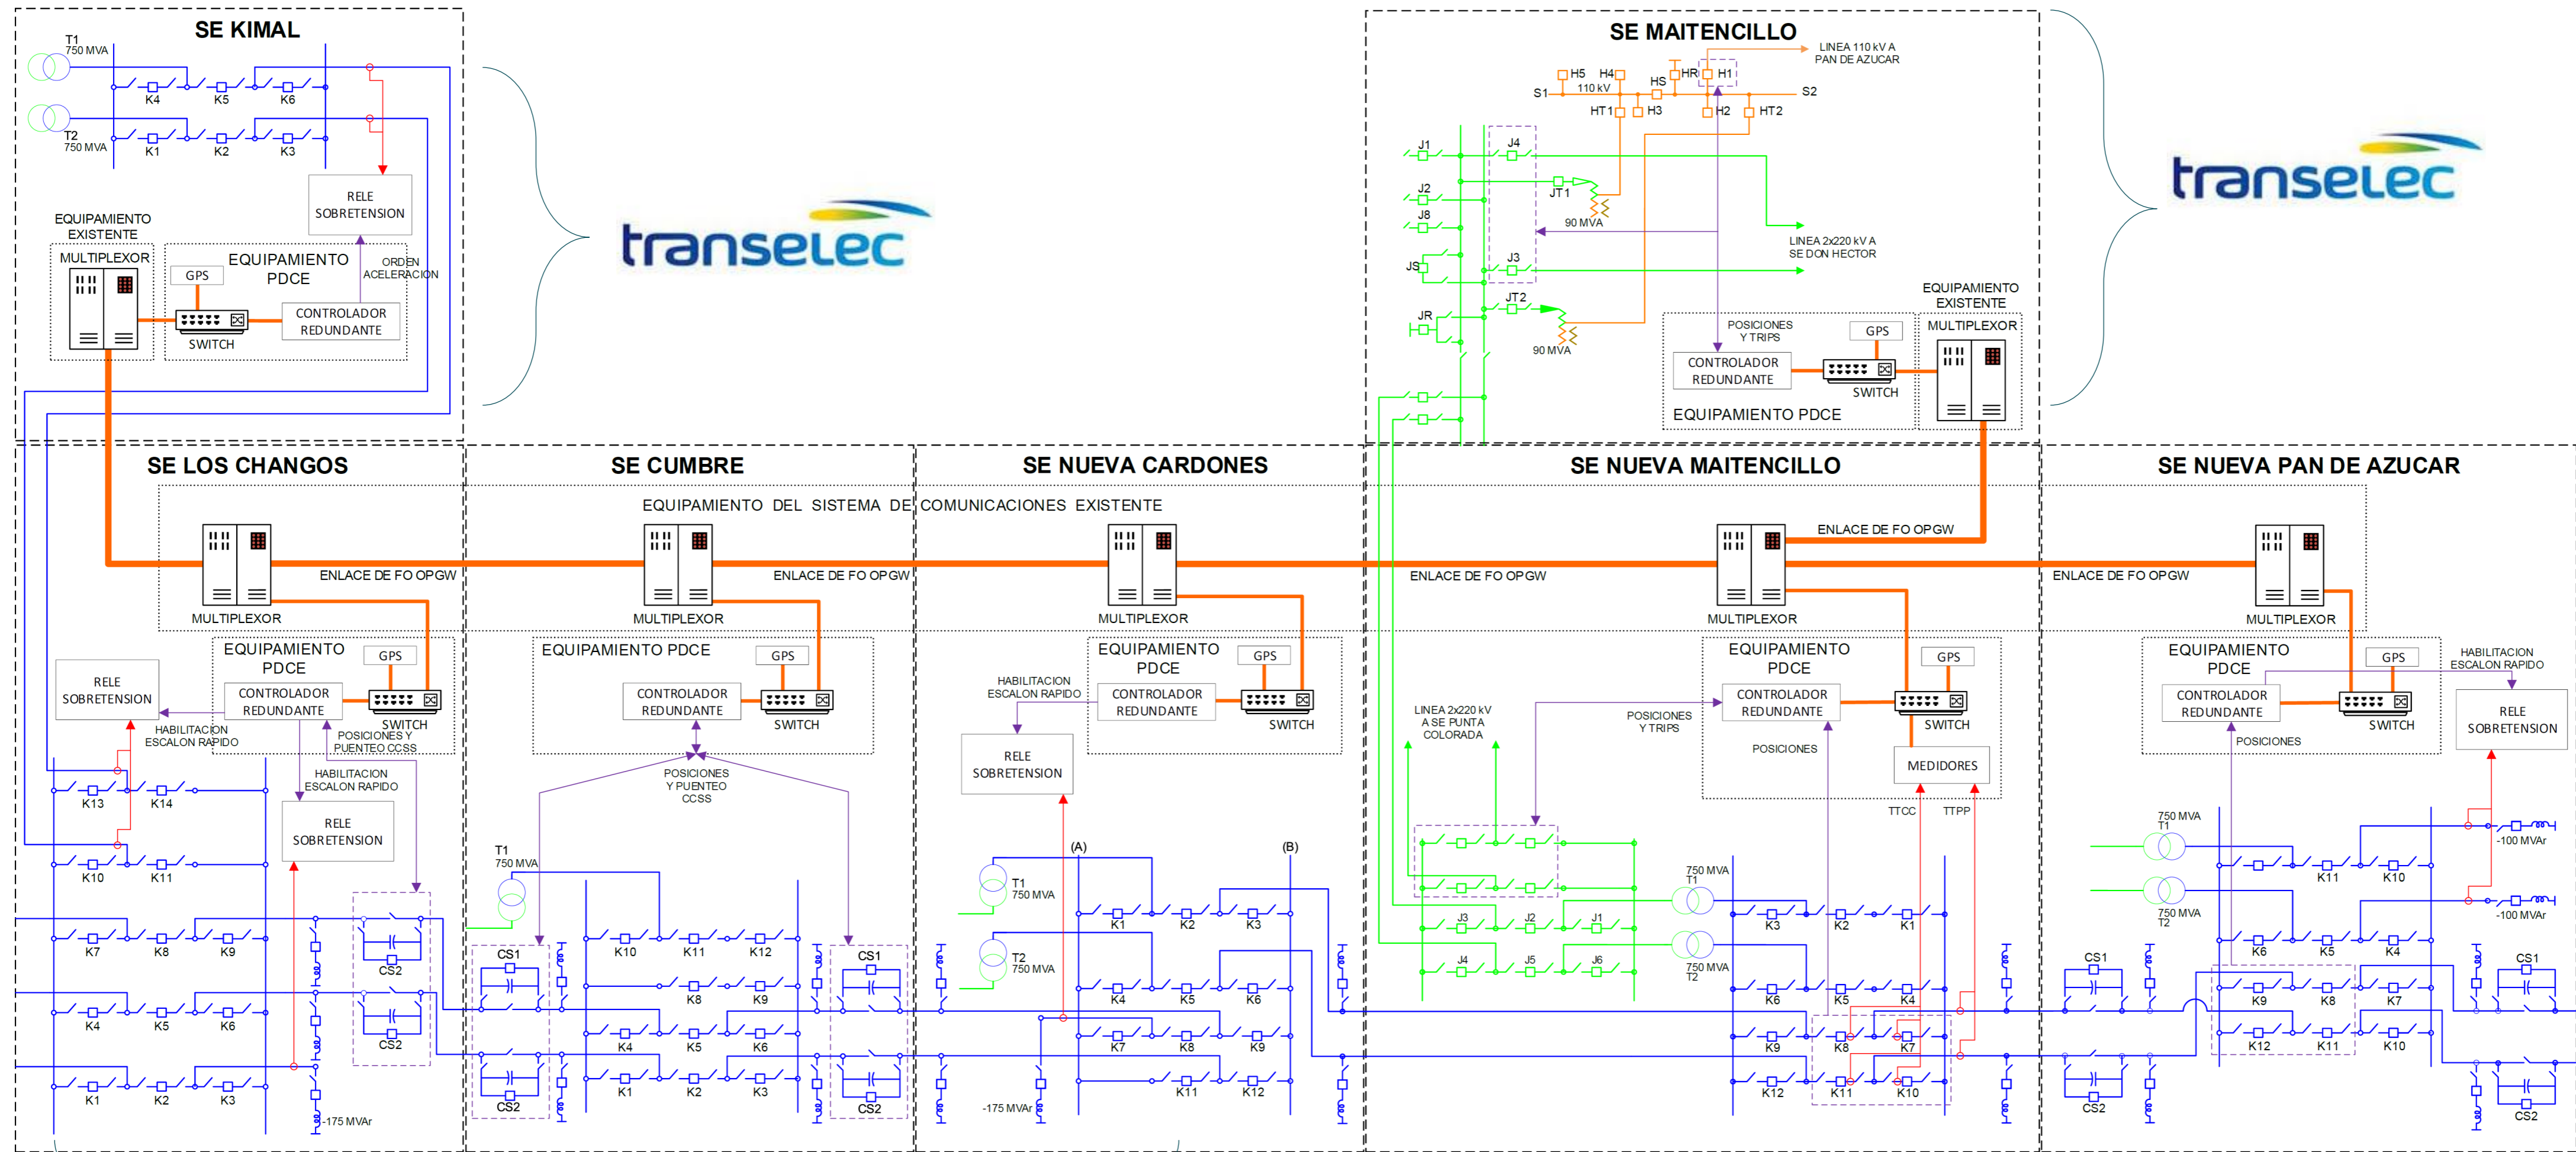 SE KIMAL
T1
750 MVA
K4
K5
K6
T2
750 MVA
K1
K2
K3
RELE
SOBRETENSION
EQUIPAMIENTO
EXISTENTE
MULTIPLEXOR
GPS
EQUIPAMIENTO
PDCE
ORDEN
ACELERACION
CONTROLADOR
REDUNDANTE
SWITCH
transelec
SE MAITENCILLO
LINEA 110 kV A
PAN DE AZUCAR
H5
H4
HS
HR
H1
S1
110 kV
S2
HT1
H3
H2
HT2
J1
J4
J2
JT1
J8
90 MVA
LINEA 2x220 kV A
SE DON HECTOR
JS
J3
JT2
JR
90 MVA
POSICIONES
Y TRIPS
GPS
EQUIPAMIENTO
EXISTENTE
MULTIPLEXOR
CONTROLADOR
REDUNDANTE
SWITCH
EQUIPAMIENTO PDCE
transelec
SE LOS CHANGOS
SE CUMBRE
SE NUEVA CARDONES
SE NUEVA MAITENCILLO
SE NUEVA PAN DE AZUCAR
EQUIPAMIENTO DEL SISTEMA DE COMUNICACIONES EXISTENTE
ENLACE DE FO OPGW
ENLACE DE FO OPGW
ENLACE DE FO OPGW
ENLACE DE FO OPGW
ENLACE DE FO OPGW
MULTIPLEXOR
MULTIPLEXOR
MULTIPLEXOR
MULTIPLEXOR
MULTIPLEXOR
RELE
SOBRETENSION
EQUIPAMIENTO
PDCE
GPS
CONTROLADOR
REDUNDANTE
SWITCH
HABILITACION
ESCALON RAPIDO
POSICIONES Y
PUENTEO CCSS
HABILITACION
ESCALON RAPIDO
RELE
SOBRETENSION
K13
K14
K10
K11
K7
K8
K9
CS2
K4
K5
K6
CS2
K1
K2
K3
-175 MVAr
EQUIPAMIENTO PDCE
GPS
CONTROLADOR
REDUNDANTE
SWITCH
POSICIONES
Y PUENTEO
CCSS
T1
750 MVA
CS1
K10
K11
K12
CS1
K8
K9
K4
K5
K6
CS2
K1
K2
K3
CS2
EQUIPAMIENTO
PDCE
GPS
HABILITACION
ESCALON RAPIDO
CONTROLADOR
REDUNDANTE
SWITCH
RELE
SOBRETENSION
(A)
(B)
T1
750 MVA
K1
K2
K3
T2
750 MVA
K4
K5
K6
K7
K8
K9
-175 MVAr
K11
K12
EQUIPAMIENTO
PDCE
GPS
CONTROLADOR
REDUNDANTE
SWITCH
LINEA 2x220 kV
A SE PUNTA
COLORADA
POSICIONES
Y TRIPS
POSICIONES
MEDIDORES
TTCC
TTPP
750 MVA
T1
J3
J2
J1
K3
K2
K1
J4
J5
J6
750 MVA
T2
K6
K5
K4
K9
K8
K7
K12
K11
K10
EQUIPAMIENTO
PDCE
GPS
HABILITACION
ESCALON RAPIDO
CONTROLADOR
REDUNDANTE
SWITCH
RELE
SOBRETENSION
POSICIONES
750 MVA
T1
-100 MVAr
K11
K10
750 MVA
T2
-100 MVAr
K6
K5
K4
CS1
CS1
K9
K8
K7
K12
K11
K10
CS2
CS2